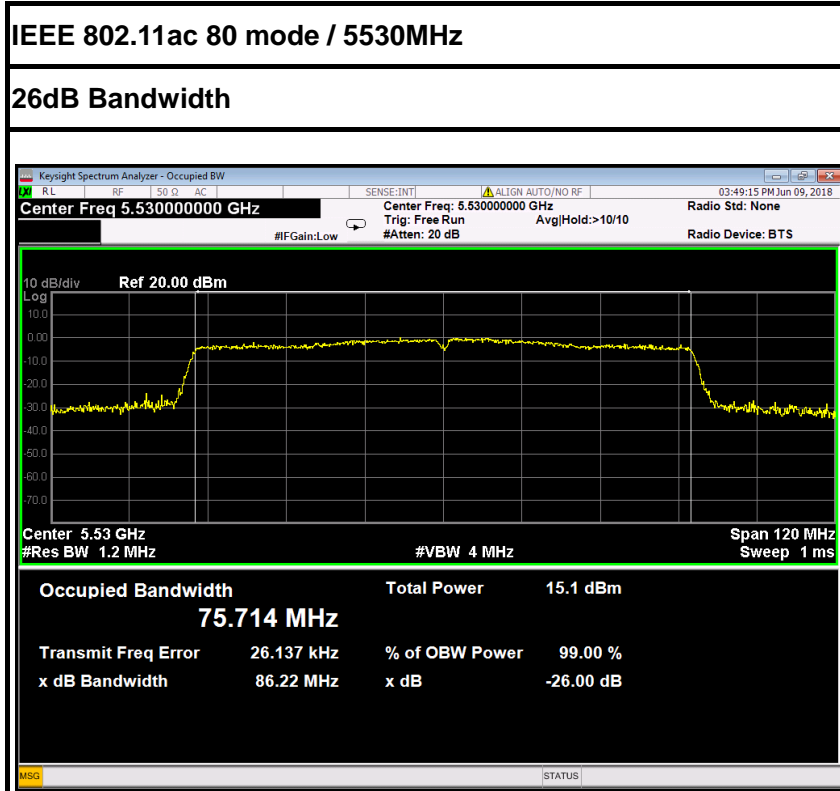 IEEE 802.11ac 80 mode / 5530MHz
26dB Bandwidth
Keysight Spectrum Analyzer - Occupied BW
LXI RL RF 50 Ω AC SENSE:INT ALIGN AUTO/NO RF 03:49:15 PM Jun 09, 2018
Center Freq 5.530000000 GHz Center Freq: 5.530000000 GHz Radio Std: None
Trig: Free Run Avg|Hold:>10/10
#IFGain:Low #Atten: 20 dB Radio Device: BTS
10 dB/div Ref 20.00 dBm
Log
10.0
0.00
-10.0
-20.0
-30.0
-40.0
-50.0
-60.0
-70.0
Center 5.53 GHz Span 120 MHz
#Res BW 1.2 MHz #VBW 4 MHz Sweep 1 ms
Occupied Bandwidth Total Power 15.1 dBm
75.714 MHz
Transmit Freq Error 26.137 kHz % of OBW Power 99.00 %
x dB Bandwidth 86.22 MHz x dB -26.00 dB
MSG STATUS